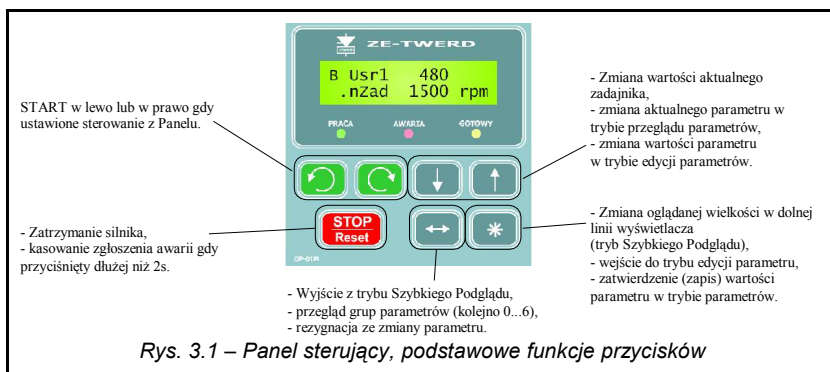 ZE-TWERD
B Usr1 480
.nZad 1500 rpm
PRACA AWARIA GOTOWY
START w lewo lub w prawo gdy
ustawione sterowanie z Panelu.
- Zatrzymanie silnika,
- kasowanie zgłoszenia awarii gdy
przyciśnięty dłużej niż 2s.
STOP
Reset
- Zmiana wartości aktualnego
zadajnika,
- zmiana aktualnego parametru w
trybie przeglądu parametrów,
- zmiana wartości parametru
w trybie edycji parametrów.
- Zmiana oglądanej wielkości w dolnej
linii wyświetlacza
(tryb Szybkiego Podglądu),
- wejście do trybu edycji parametru,
- zatwierdzenie (zapis) wartości
parametru w trybie parametrów.
- Wyjście z trybu Szybkiego Podglądu,
- przegląd grup parametrów (kolejno 0...6),
- rezygnacja ze zmiany parametru.
Rys. 3.1 – Panel sterujący, podstawowe funkcje przycisków